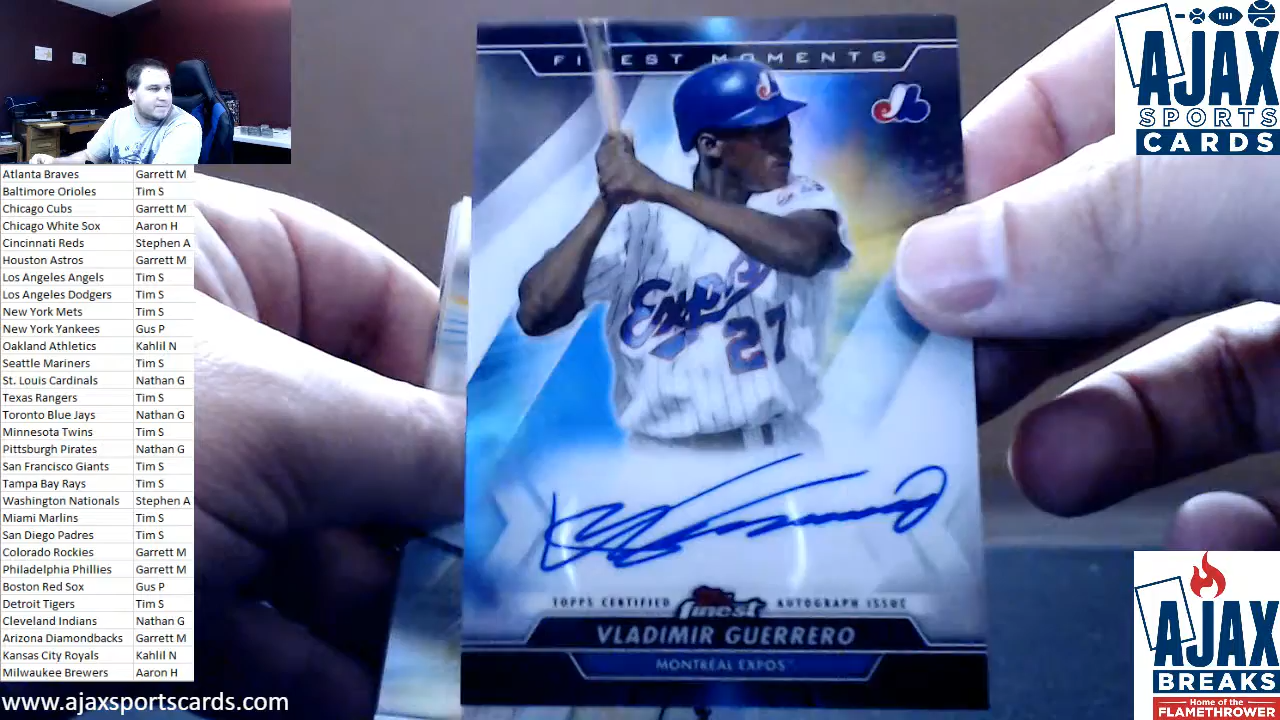 FINEST MOMENTS
Expos
27
TOPPS CERTIFIED finest AUTOGRAPH ISSUE
VLADIMIR GUERRERO
MONTRÉAL EXPOS
AJAX
SPORTS
CARDS
Atlanta Braves Garrett M
Baltimore Orioles Tim S
Chicago Cubs Garrett M
Chicago White Sox Aaron H
Cincinnati Reds Stephen A
Houston Astros Garrett M
Los Angeles Angels Tim S
Los Angeles Dodgers Tim S
New York Mets Tim S
New York Yankees Gus P
Oakland Athletics Kahlil N
Seattle Mariners Tim S
St. Louis Cardinals Nathan G
Texas Rangers Tim S
Toronto Blue Jays Nathan G
Minnesota Twins Tim S
Pittsburgh Pirates Nathan G
San Francisco Giants Tim S
Tampa Bay Rays Tim S
Washington Nationals Stephen A
Miami Marlins Tim S
San Diego Padres Tim S
Colorado Rockies Garrett M
Philadelphia Phillies Garrett M
Boston Red Sox Gus P
Detroit Tigers Tim S
Cleveland Indians Nathan G
Arizona Diamondbacks Garrett M
Kansas City Royals Kahlil N
Milwaukee Brewers Aaron H
www.ajaxsportscards.com
AJAX
BREAKS
Home of the
FLAMETHROWER